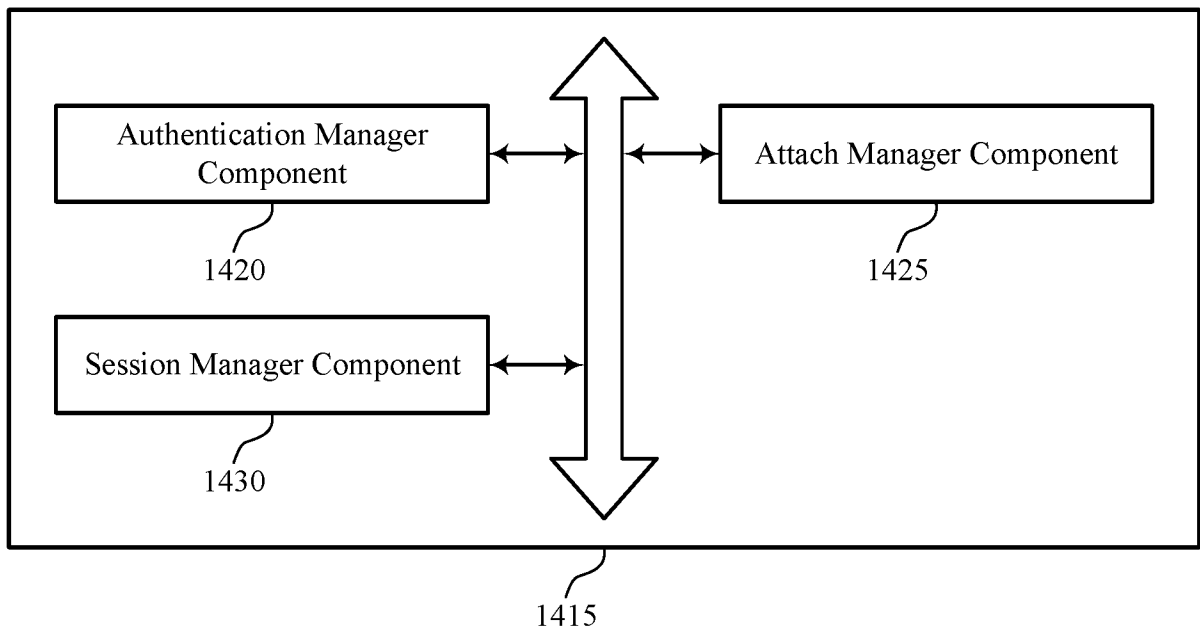 Authentication Manager
Component
1420
Attach Manager Component
1425
Session Manager Component
1430
1415